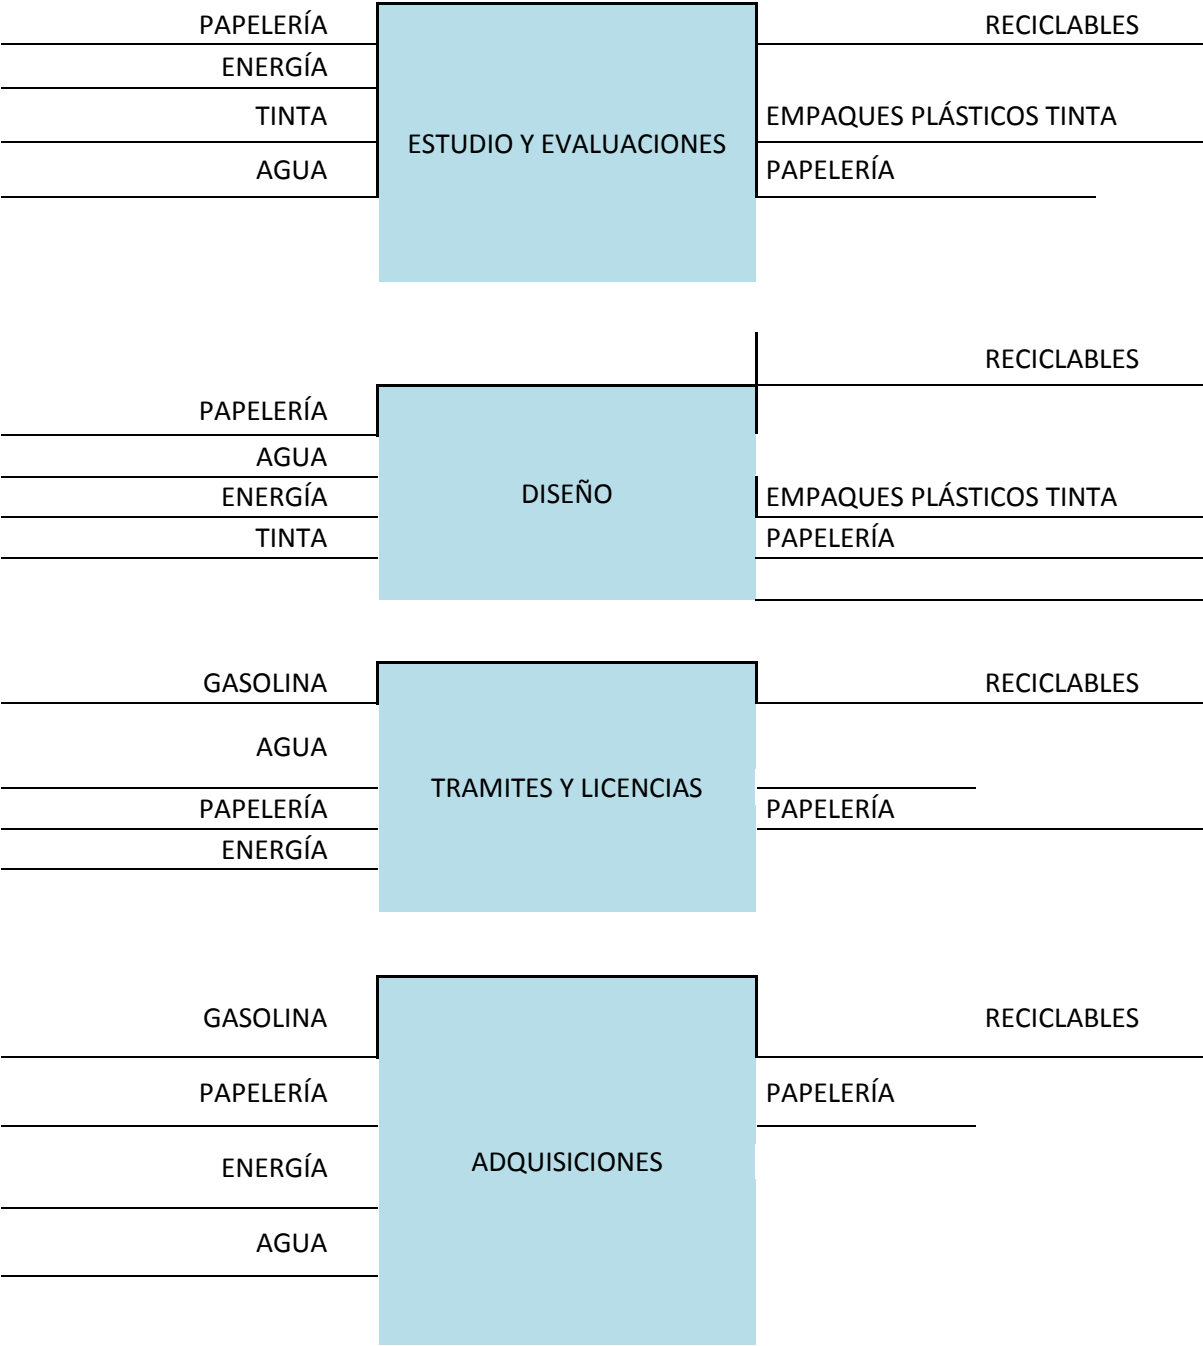 PAPELERÍA
RECICLABLES
ENERGÍA
TINTA
EMPAQUES PLÁSTICOS TINTA
ESTUDIO Y EVALUACIONES
AGUA
PAPELERÍA
RECICLABLES
PAPELERÍA
AGUA
ENERGÍA
DISEÑO
EMPAQUES PLÁSTICOS TINTA
TINTA
PAPELERÍA
GASOLINA
RECICLABLES
AGUA
TRAMITES Y LICENCIAS
PAPELERÍA
PAPELERÍA
ENERGÍA
GASOLINA
RECICLABLES
PAPELERÍA
PAPELERÍA
ENERGÍA
ADQUISICIONES
AGUA